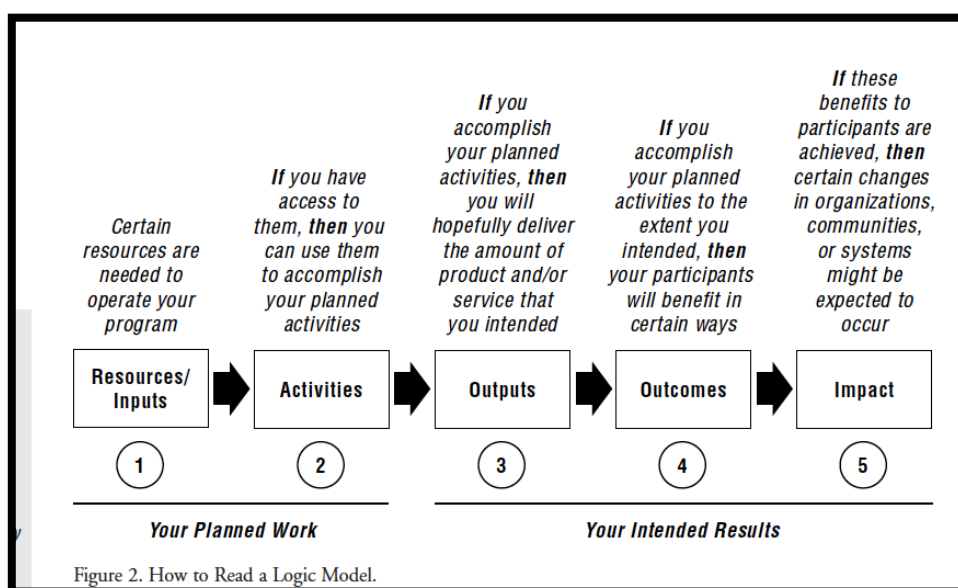 Certain
resources are
needed to
operate your
program
If you have
access to
them, then you
can use them
to accomplish
your planned
activities
If you
accomplish
your planned
activities, then
you will
hopefully deliver
the amount of
product and/or
service that
you intended
If you
accomplish
your planned
activities to the
extent you
intended, then
your participants
will benefit in
certain ways
If these
benefits to
participants are
achieved, then
certain changes
in organizations,
communities,
or systems
might be
expected to
occur
Resources/
Inputs
Activities
Outputs
Outcomes
Impact
1
2
3
4
5
Your Planned Work
Your Intended Results
y
Figure 2. How to Read a Logic Model.